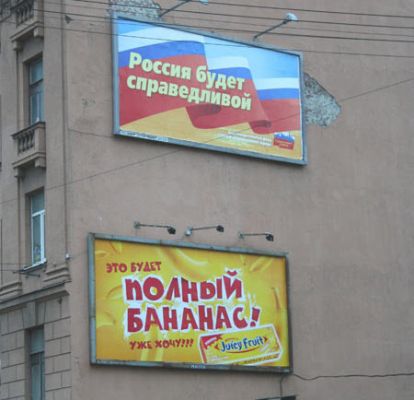 Россия будет
справедливой
ЭТО БУДЕТ
ПОЛНЫЙ
БАНАНАС!
УЖЕ ХОЧУ???
Juicy Fruit